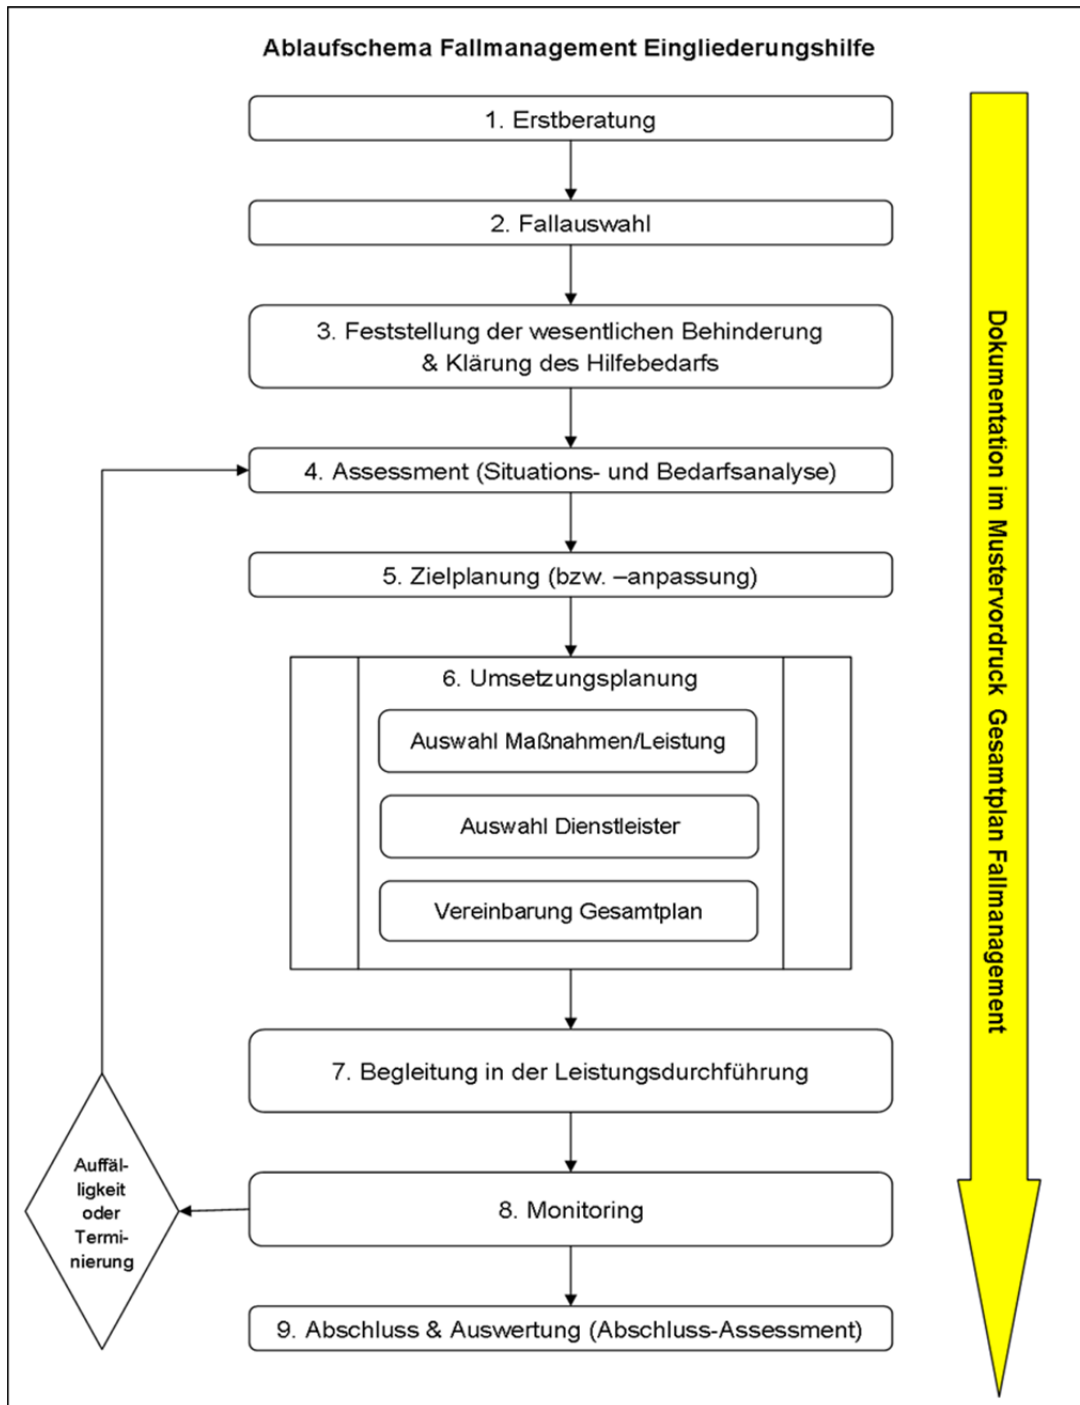 Ablaufschema Fallmanagement Eingliederungshilfe
1. Erstberatung
2. Fallauswahl
3. Feststellung der wesentlichen Behinderung
& Klärung des Hilfebedarfs
4. Assessment (Situations- und Bedarfsanalyse)
5. Zielplanung (bzw. –anpassung)
6. Umsetzungsplanung
Auswahl Maßnahmen/Leistung
Auswahl Dienstleister
Vereinbarung Gesamtplan
7. Begleitung in der Leistungsdurchführung
8. Monitoring
9. Abschluss & Auswertung (Abschluss-Assessment)
Auffäl-
ligkeit
oder
Termi-
nierung
Dokumentation im Mustervordruck Gesamtplan Fallmanagement